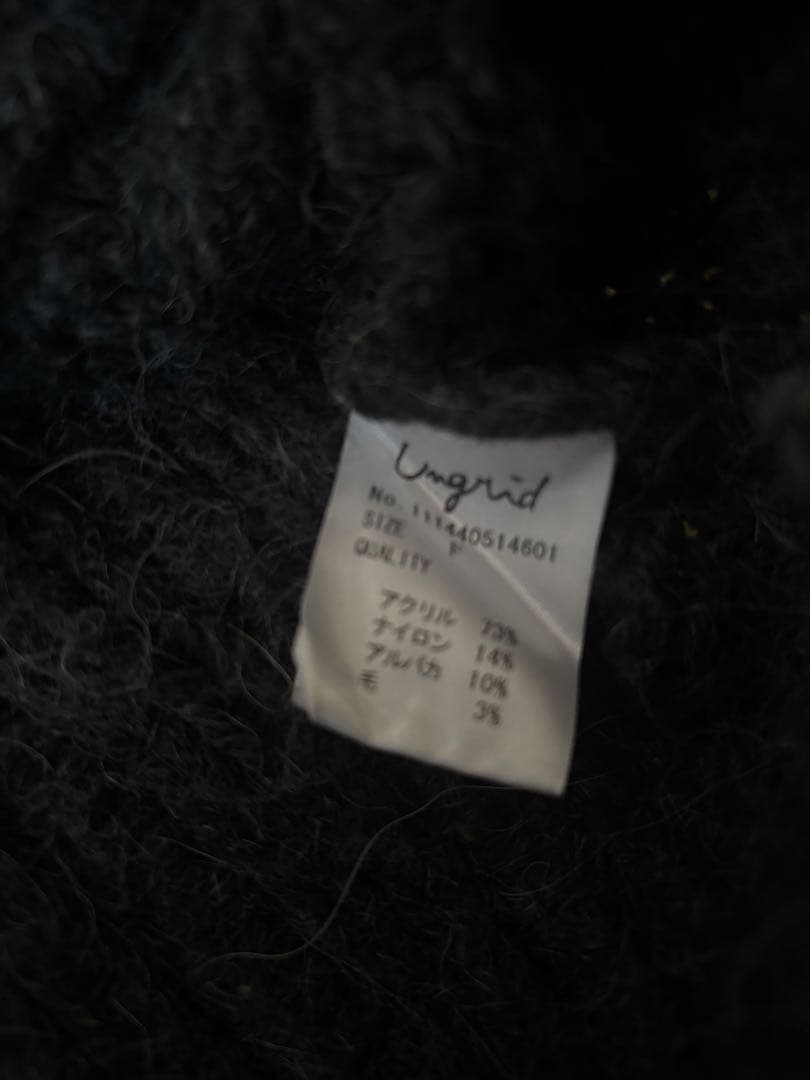 Ungrid
No. 111440514601
SIZE F
QUALITY
アクリル 73%
ナイロン 14%
アルパカ 10%
毛 3%